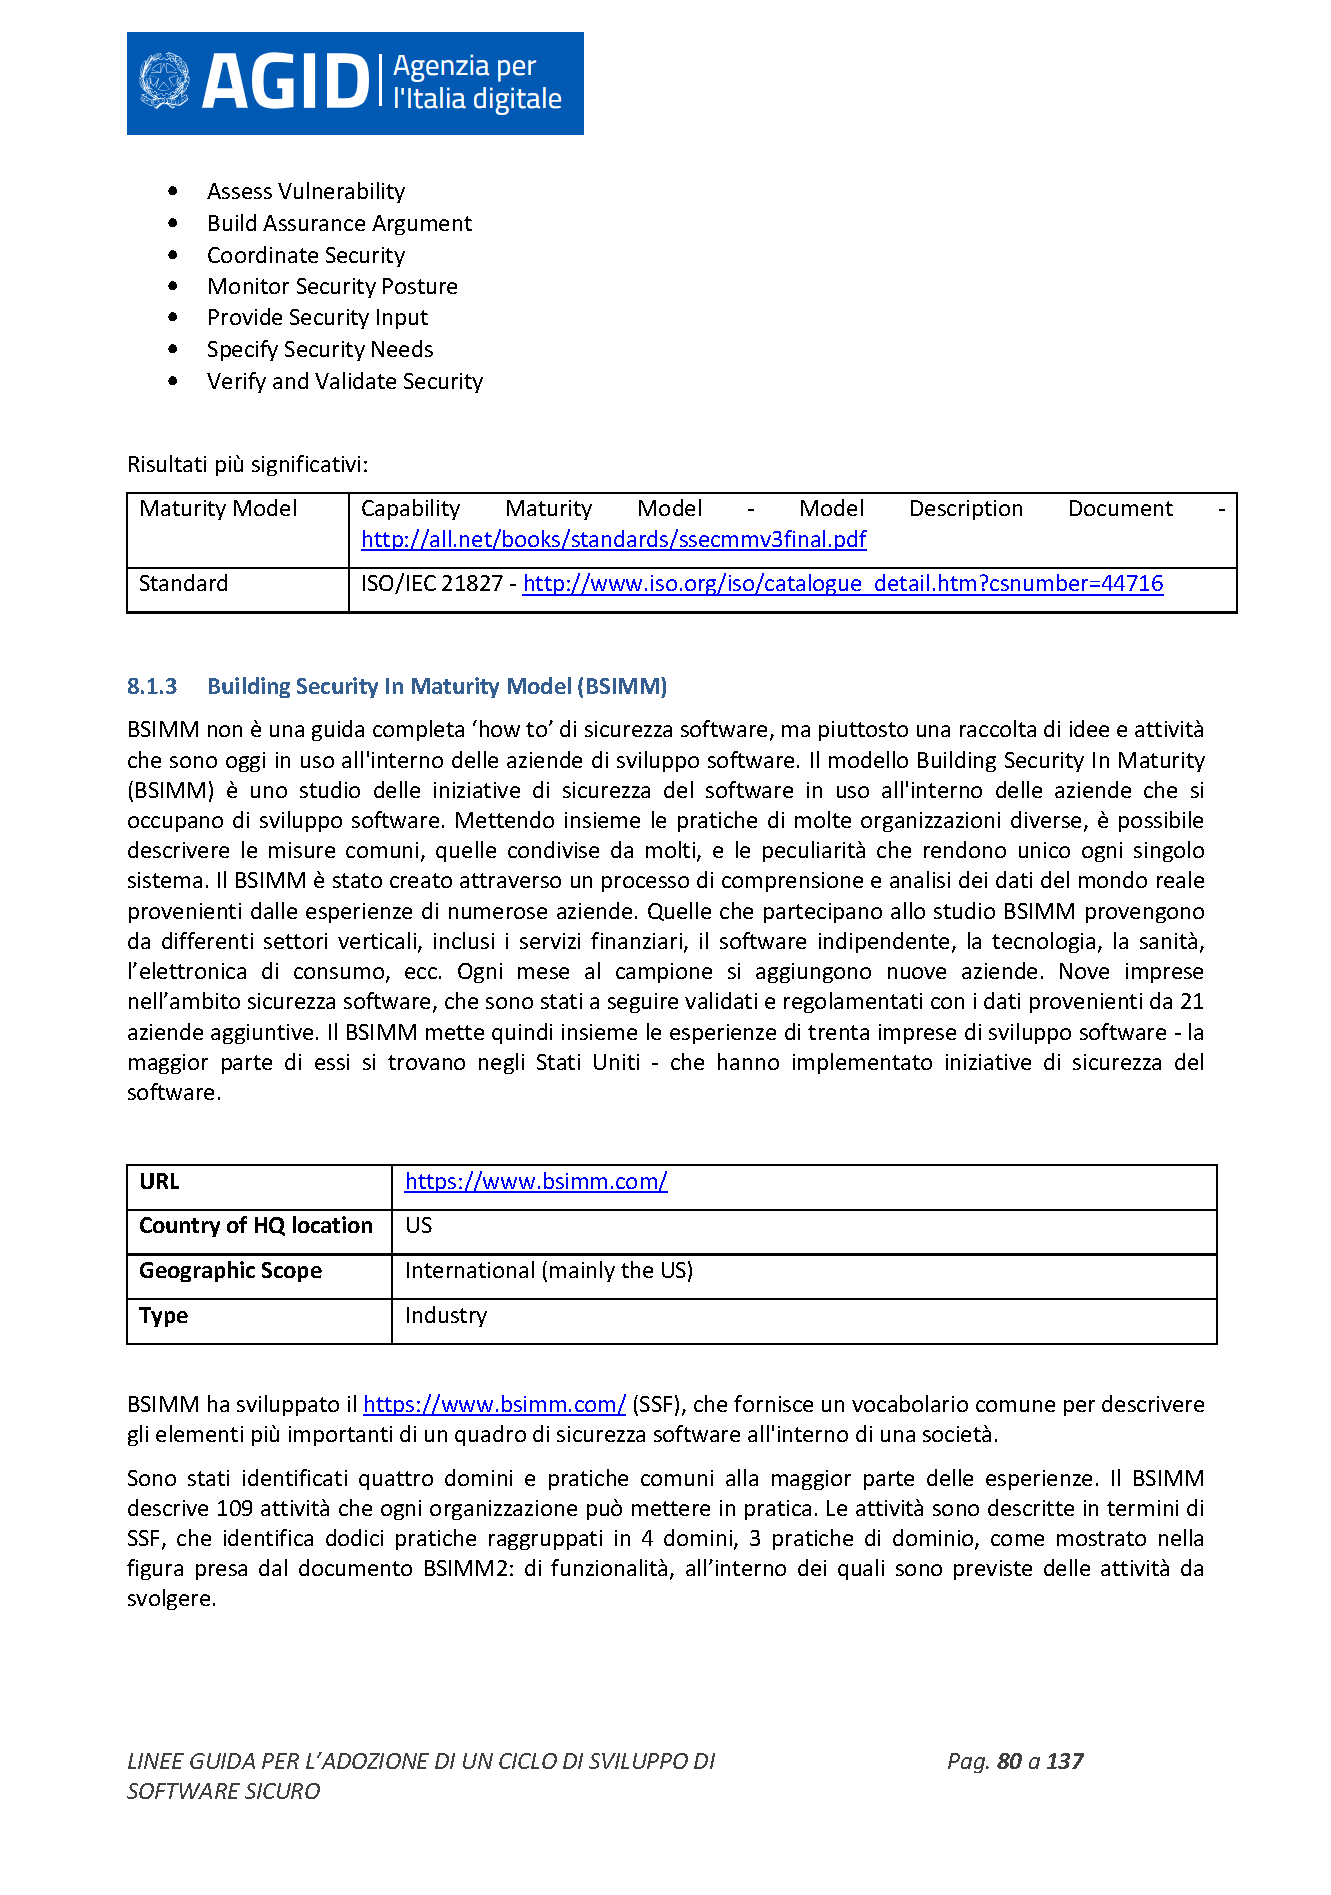 AGID Agenzia per
l'Italia digitale
• Assess Vulnerability
• Build Assurance Argument
• Coordinate Security
• Monitor Security Posture
• Provide Security Input
• Specify Security Needs
• Verify and Validate Security
Risultati più significativi:
Maturity Model Capability Maturity Model - Model Description Document -
http://all.net/books/standards/ssecmmv3final.pdf
Standard ISO/IEC 21827 - http://www.iso.org/iso/catalogue_detail.htm?csnumber=44716
8.1.3 Building Security In Maturity Model (BSIMM)
BSIMM non è una guida completa ‘how to’ di sicurezza software, ma piuttosto una raccolta di idee e attività
che sono oggi in uso all'interno delle aziende di sviluppo software. Il modello Building Security In Maturity
(BSIMM) è uno studio delle iniziative di sicurezza del software in uso all'interno delle aziende che si
occupano di sviluppo software. Mettendo insieme le pratiche di molte organizzazioni diverse, è possibile
descrivere le misure comuni, quelle condivise da molti, e le peculiarità che rendono unico ogni singolo
sistema. Il BSIMM è stato creato attraverso un processo di comprensione e analisi dei dati del mondo reale
provenienti dalle esperienze di numerose aziende. Quelle che partecipano allo studio BSIMM provengono
da differenti settori verticali, inclusi i servizi finanziari, il software indipendente, la tecnologia, la sanità,
l’elettronica di consumo, ecc. Ogni mese al campione si aggiungono nuove aziende. Nove imprese
nell’ambito sicurezza software, che sono stati a seguire validati e regolamentati con i dati provenienti da 21
aziende aggiuntive. Il BSIMM mette quindi insieme le esperienze di trenta imprese di sviluppo software - la
maggior parte di essi si trovano negli Stati Uniti - che hanno implementato iniziative di sicurezza del
software.
URL https://www.bsimm.com/
Country of HQ location US
Geographic Scope International (mainly the US)
Type Industry
BSIMM ha sviluppato il https://www.bsimm.com/ (SSF), che fornisce un vocabolario comune per descrivere
gli elementi più importanti di un quadro di sicurezza software all'interno di una società.
Sono stati identificati quattro domini e pratiche comuni alla maggior parte delle esperienze. Il BSIMM
descrive 109 attività che ogni organizzazione può mettere in pratica. Le attività sono descritte in termini di
SSF, che identifica dodici pratiche raggruppati in 4 domini, 3 pratiche di dominio, come mostrato nella
figura presa dal documento BSIMM2: di funzionalità, all’interno dei quali sono previste delle attività da
svolgere.
LINEE GUIDA PER L’ADOZIONE DI UN CICLO DI SVILUPPO DI Pag. 80 a 137
SOFTWARE SICURO